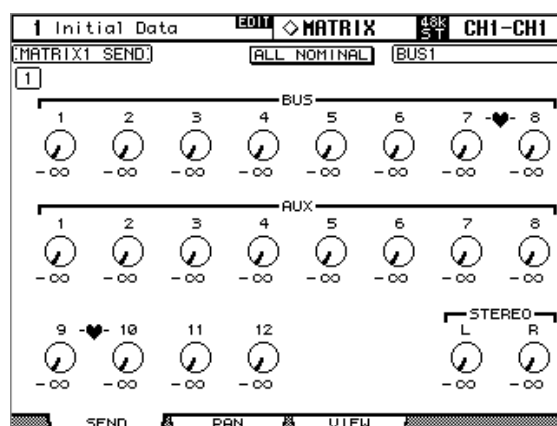 1 Initial Data EDIT ◇MATRIX 48k ST CH1-CH1
MATRIX1 SEND ALL NOMINAL BUS1
1
BUS
1 2 3 4 5 6 7 -♥- 8
-∞ -∞ -∞ -∞ -∞ -∞ -∞ -∞
AUX
1 2 3 4 5 6 7 8
-∞ -∞ -∞ -∞ -∞ -∞ -∞ -∞
STEREO
9 -♥- 10 11 12 L R
-∞ -∞ -∞ -∞ -∞ -∞
SEND PAN VIEW